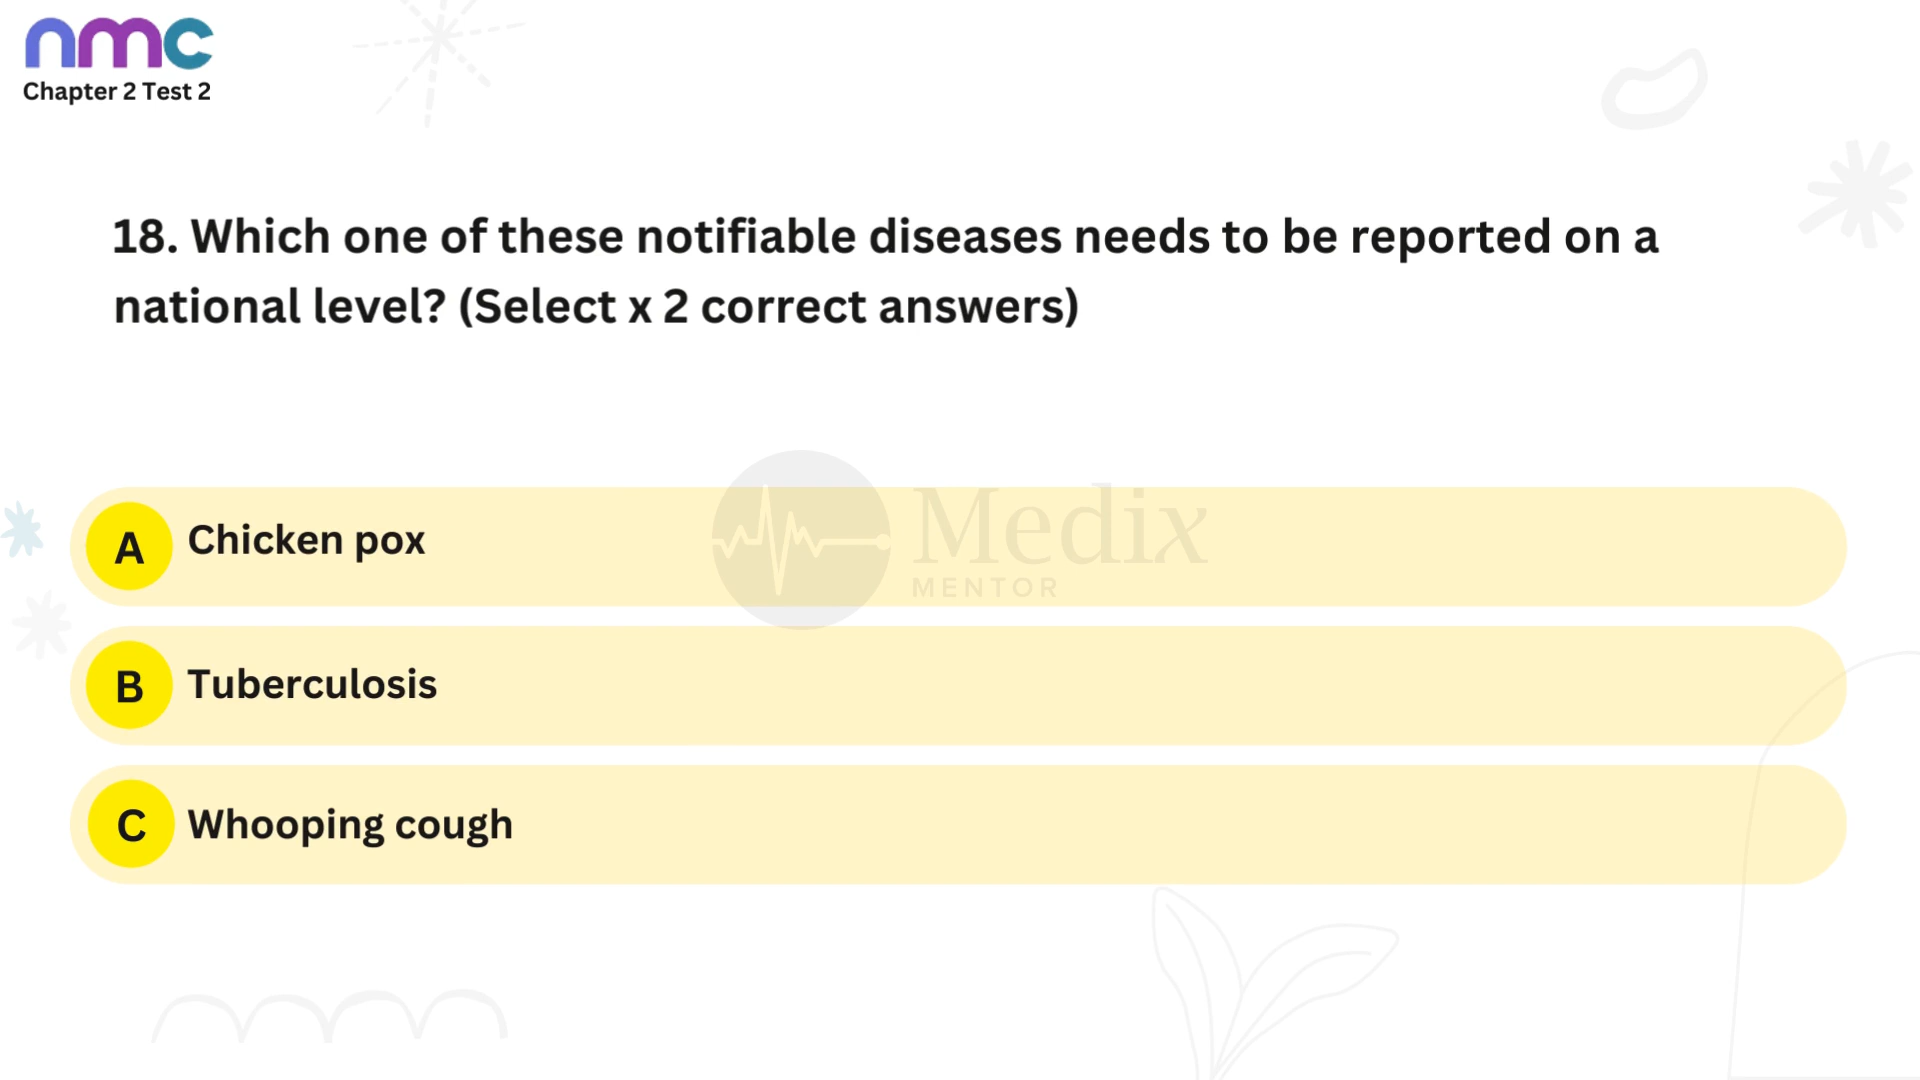 nmc
Chapter 2 Test 2
18. Which one of these notifiable diseases needs to be reported on a
national level? (Select x 2 correct answers)
A Chicken pox
Medix
MENTOR
B Tuberculosis
C Whooping cough